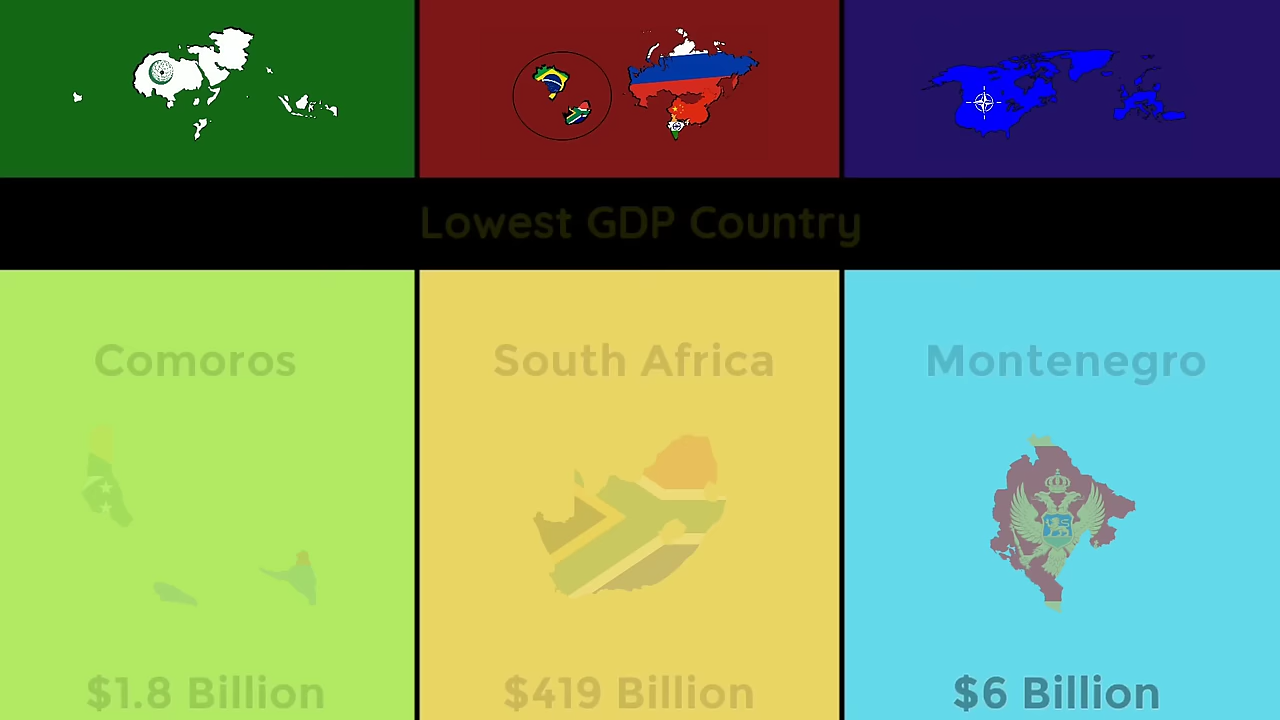 Lowest GDP Country
Comoros
South Africa
Montenegro
$1.8 Billion
$419 Billion
$6 Billion